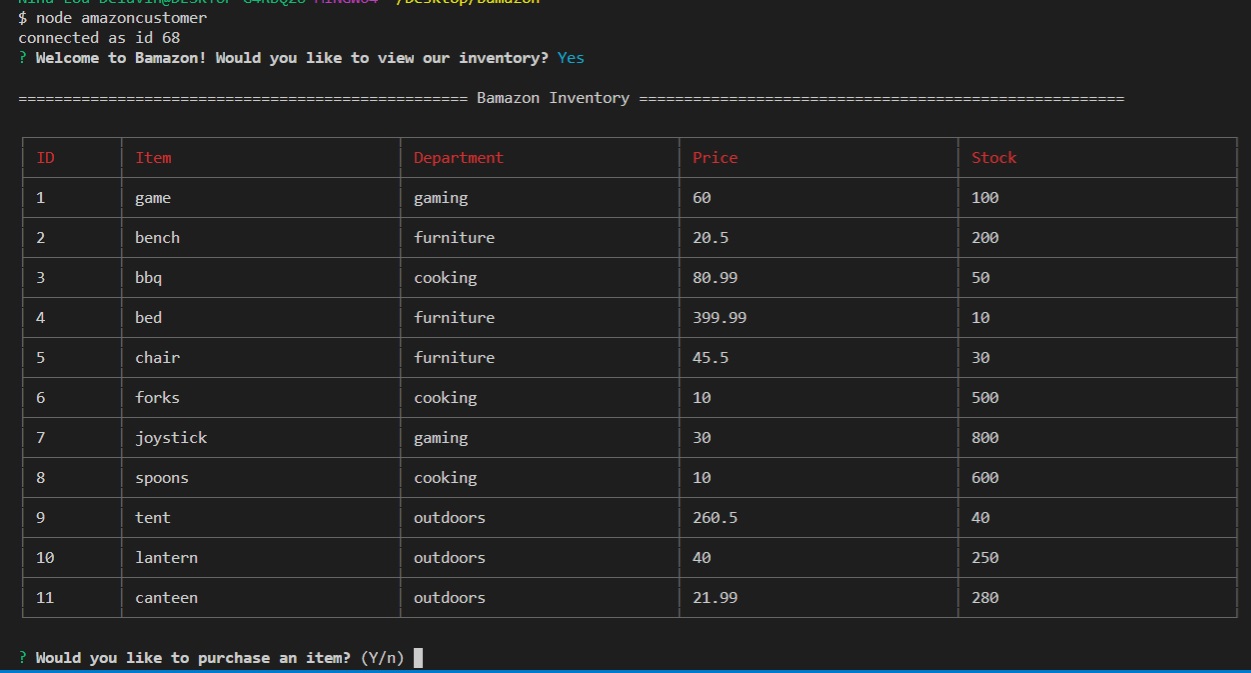 $ node amazoncustomer
connected as id 68
? Welcome to Bamazon! Would you like to view our inventory? Yes
================================================== Bamazon Inventory ======================================================
ID Item Department Price Stock
1 game gaming 60 100
2 bench furniture 20.5 200
3 bbq cooking 80.99 50
4 bed furniture 399.99 10
5 chair furniture 45.5 30
6 forks cooking 10 500
7 joystick gaming 30 800
8 spoons cooking 10 600
9 tent outdoors 260.5 40
10 lantern outdoors 40 250
11 canteen outdoors 21.99 280
? Would you like to purchase an item? (Y/n)